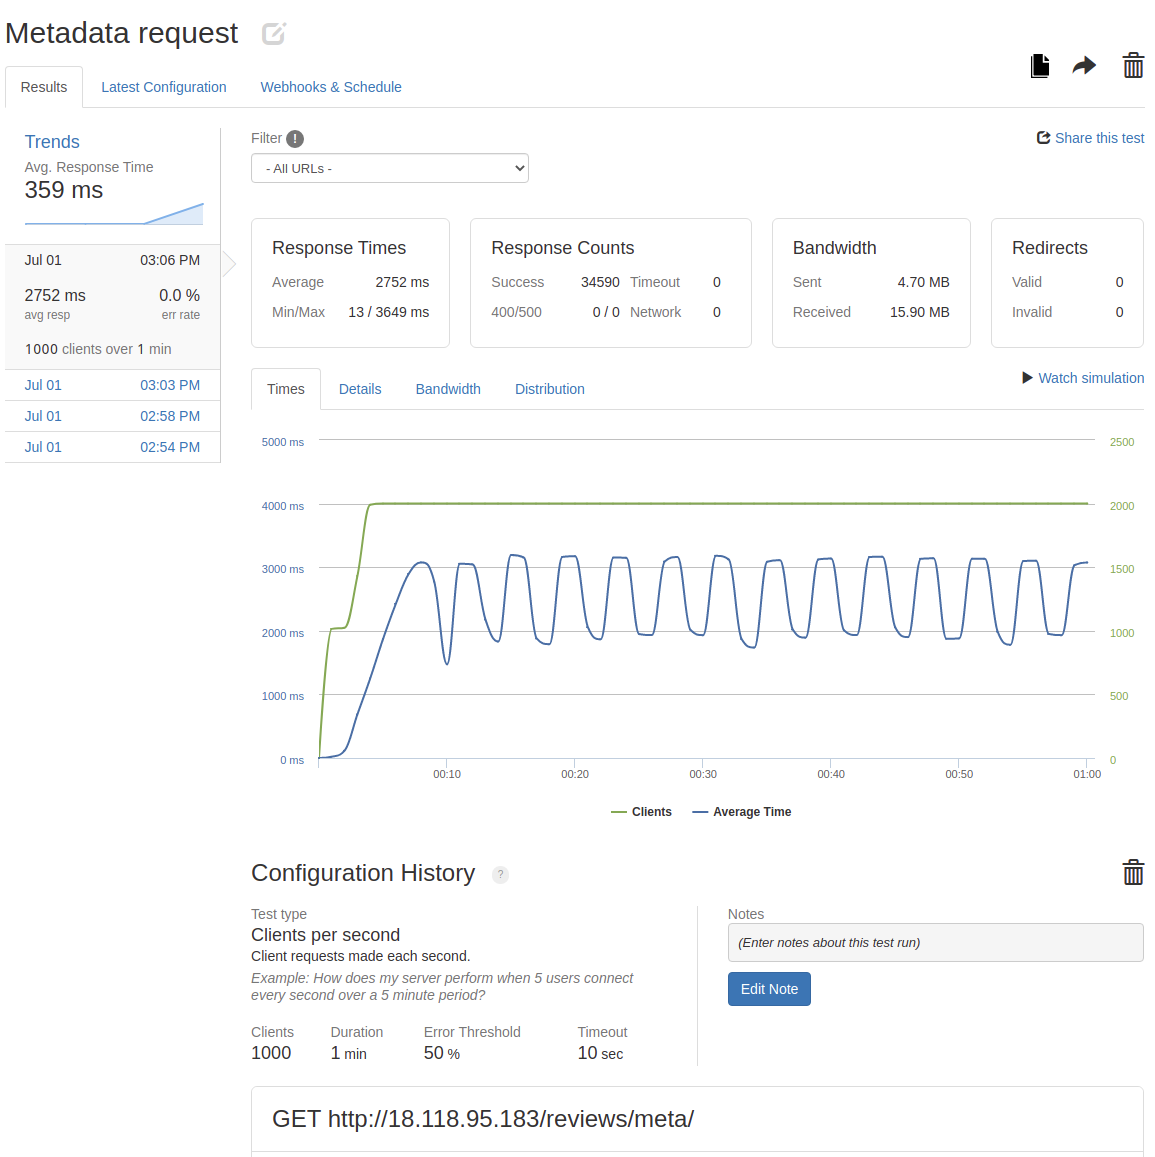 Metadata request
Results Latest Configuration Webhooks & Schedule
Trends
Avg. Response Time
359 ms
Jul 01 03:06 PM
2752 ms 0.0 %
avg resp err rate
1000 clients over 1 min
Jul 01 03:03 PM
Jul 01 02:58 PM
Jul 01 02:54 PM
Filter !
Share this test
- All URLs -
Response Times
Average 2752 ms
Min/Max 13 / 3649 ms
Response Counts
Success 34590 Timeout 0
400/500 0 / 0 Network 0
Bandwidth
Sent 4.70 MB
Received 15.90 MB
Redirects
Valid 0
Invalid 0
Times Details Bandwidth Distribution
Watch simulation
5000 ms 2500
4000 ms 2000
3000 ms 1500
2000 ms 1000
1000 ms 500
0 ms 0
00:10 00:20 00:30 00:40 00:50 01:00
Clients Average Time
Configuration History ?
Test type
Clients per second
Client requests made each second.
Example: How does my server perform when 5 users connect
every second over a 5 minute period?
Clients Duration Error Threshold Timeout
1000 1 min 50 % 10 sec
Notes
(Enter notes about this test run)
Edit Note
GET http://18.118.95.183/reviews/meta/